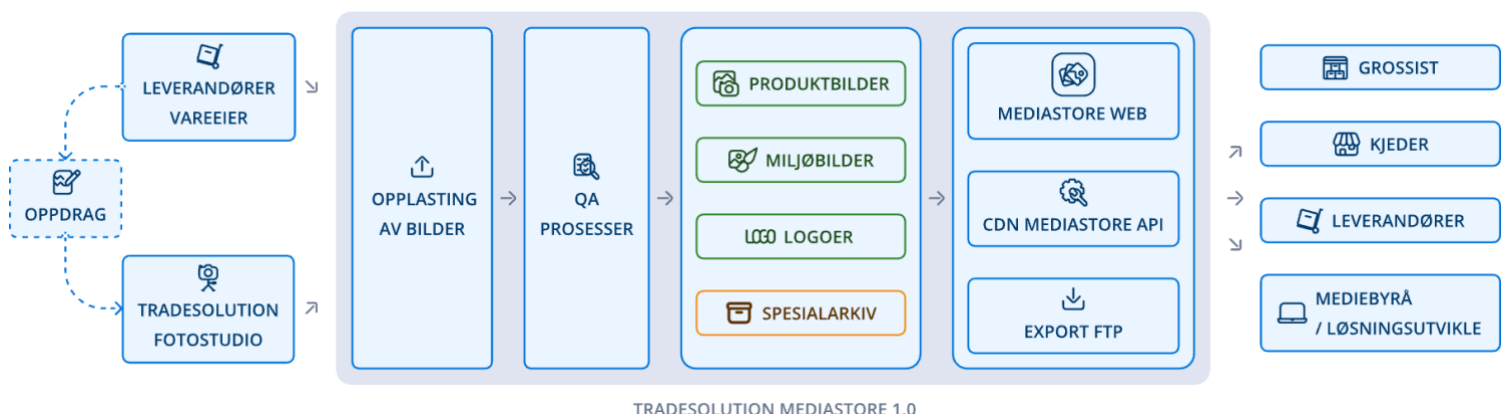 LEVERANDØRER
VAREEIER
OPPDRAG
TRADESOLUTION
FOTOSTUDIO
OPPLASTING
AV BILDER
QA
PROSESSER
PRODUKTBILDER
MILJØBILDER
LOGO LOGOER
SPESIALARKIV
MEDIASTORE WEB
CDN MEDIASTORE API
EXPORT FTP
GROSSIST
KJEDER
LEVERANDØRER
MEDIEBYRÅ
/ LØSNINGSUTVIKLE
TRADESOLUTION MEDIASTORE 1.0